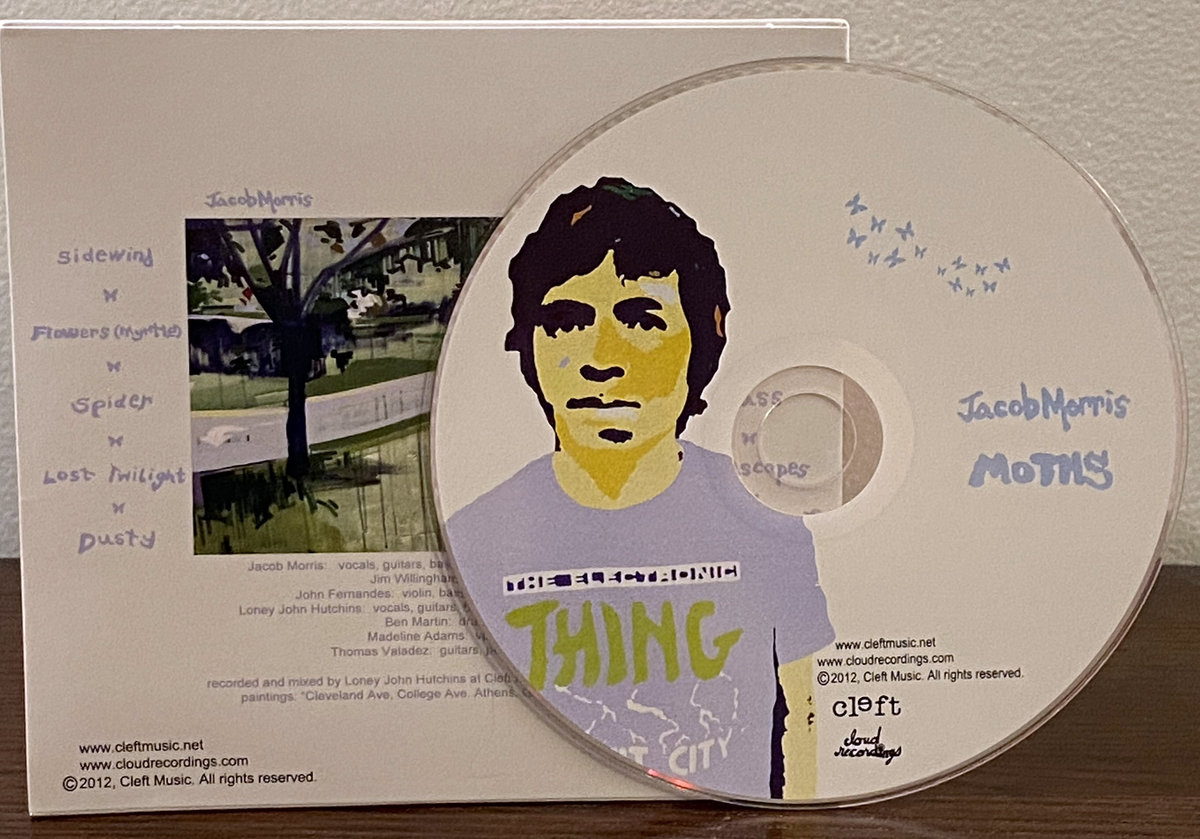 Jacob Morris
Sidewind
Flowers (Myrtle)
Spider
Lost Twilight
Dusty
Jacob Morris: vocals, guitars,
Jim Willingham,
John Fernandes: violin,
Loney John Hutchins: vocals, guitars,
Ben Martin:
Madeline Adams:
Thomas Valadez: guitars,
recorded and mixed by Loney John Hutchins at Cleft
paintings: "Cleveland Ave, College Ave. Athens,
www.cleftmusic.net
www.cloudrecordings.com
©2012, Cleft Music. All rights reserved.
THE ELECTRONIC
THING
CITY
Jacob Morris
MOTHS
www.cleftmusic.net
www.cloudrecordings.com
©2012, Cleft Music. All rights reserved.
cleft
cloud
recordings